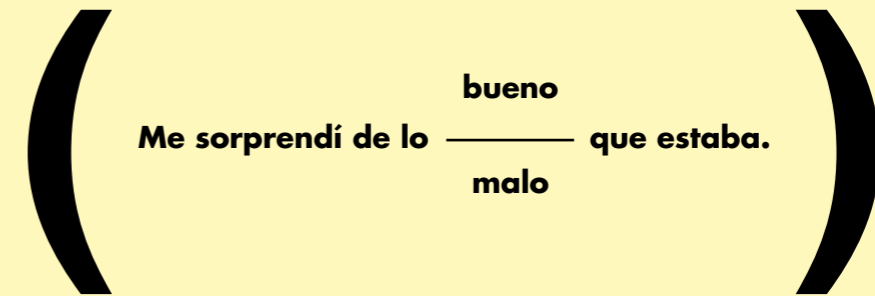 bueno
Me sorprendí de lo ——— que estaba.
malo